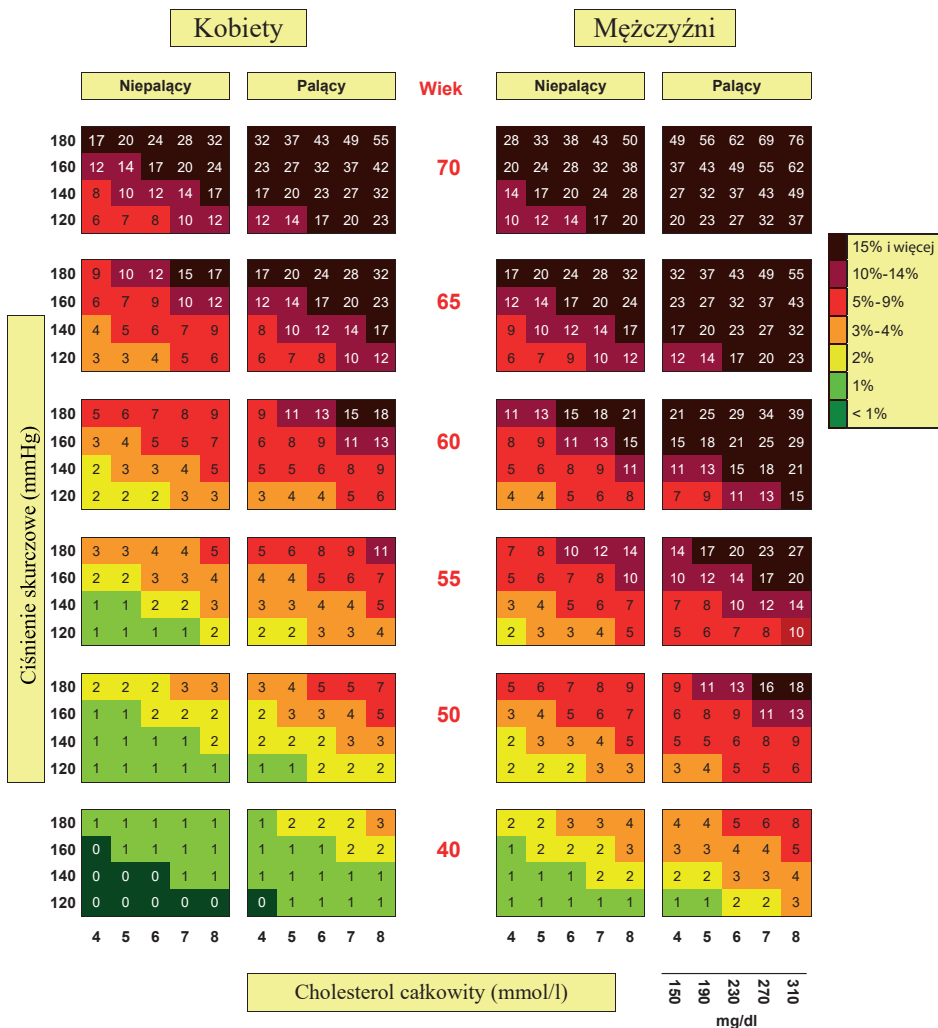 Kobiety Mężczyźni
Niepalący Palący Wiek Niepalący Palący
180 17 20 24 28 32 32 37 43 49 55 28 33 38 43 50 49 56 62 69 76
160 12 14 17 20 24 23 27 32 37 42 20 24 28 32 38 37 43 49 55 62
70
140 8 10 12 14 17 17 20 23 27 32 14 17 20 24 28 27 32 37 43 49
120 6 7 8 10 12 12 14 17 20 23 10 12 14 17 20 20 23 27 32 37
180 9 10 12 15 17 17 20 24 28 32 17 20 24 28 32 32 37 43 49 55
160 6 7 9 10 12 12 14 17 20 23 12 14 17 20 24 23 27 32 37 43
65
140 4 5 6 7 9 8 10 12 14 17 9 10 12 14 17 17 20 23 27 32
120 3 3 4 5 6 6 7 8 10 12 6 7 9 10 12 12 14 17 20 23
180 5 6 7 8 9 9 11 13 15 18 11 13 15 18 21 21 25 29 34 39
160 3 4 5 5 7 6 8 9 11 13 8 9 11 13 15 15 18 21 25 29
60
140 2 3 3 4 5 5 5 6 8 9 5 6 8 9 11 11 13 15 18 21
120 2 2 2 3 3 3 4 4 5 6 4 4 5 6 8 7 9 11 13 15
180 3 3 4 4 5 5 6 8 9 11 7 8 10 12 14 14 17 20 23 27
160 2 2 3 3 4 4 4 5 6 7 5 6 7 8 10 10 12 14 17 20
55
140 1 1 2 2 3 3 3 4 4 5 3 4 5 6 7 7 8 10 12 14
120 1 1 1 1 2 2 2 3 3 4 2 3 3 4 5 5 6 7 8 10
180 2 2 2 3 3 3 4 5 5 7 5 6 7 8 9 9 11 13 16 18
160 1 1 2 2 2 2 3 3 4 5 3 4 5 6 7 6 8 9 11 13
50
140 1 1 1 1 2 2 2 2 3 3 2 3 3 4 5 5 5 6 8 9
120 1 1 1 1 1 1 1 2 2 2 2 2 2 3 3 3 4 5 5 6
180 1 1 1 1 1 1 2 2 2 3 2 2 3 3 4 4 4 5 6 8
160 0 1 1 1 1 1 1 1 2 2 1 2 2 2 3 3 3 4 4 5
40
140 0 0 0 1 1 1 1 1 1 1 1 1 1 2 2 2 2 3 3 4
120 0 0 0 0 0 0 1 1 1 1 1 1 1 1 1 1 1 2 2 3
4 5 6 7 8 4 5 6 7 8 4 5 6 7 8 4 5 6 7 8
Ciśnienie skurczowe (mmHg)
Cholesterol całkowity (mmol/l)
150 190 230 270 310
mg/dl
15% i więcej
10%-14%
5%-9%
3%-4%
2%
1%
< 1%